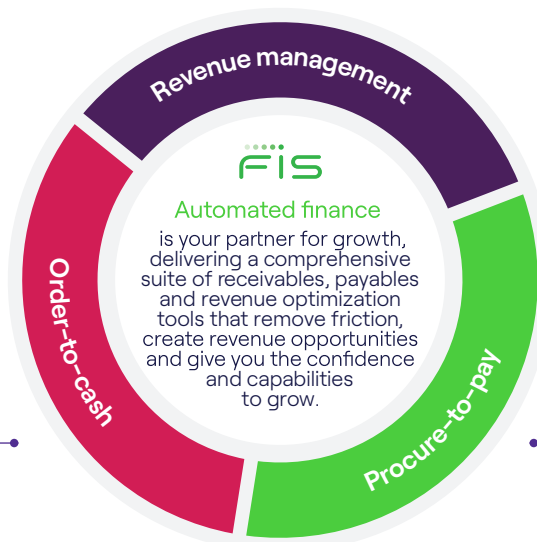 Revenue management
FIS
Automated finance
is your partner for growth,
delivering a comprehensive
suite of receivables, payables
and revenue optimization
tools that remove friction,
create revenue opportunities
and give you the confidence
and capabilities
to grow.
Order-to-cash
Procure-to-pay